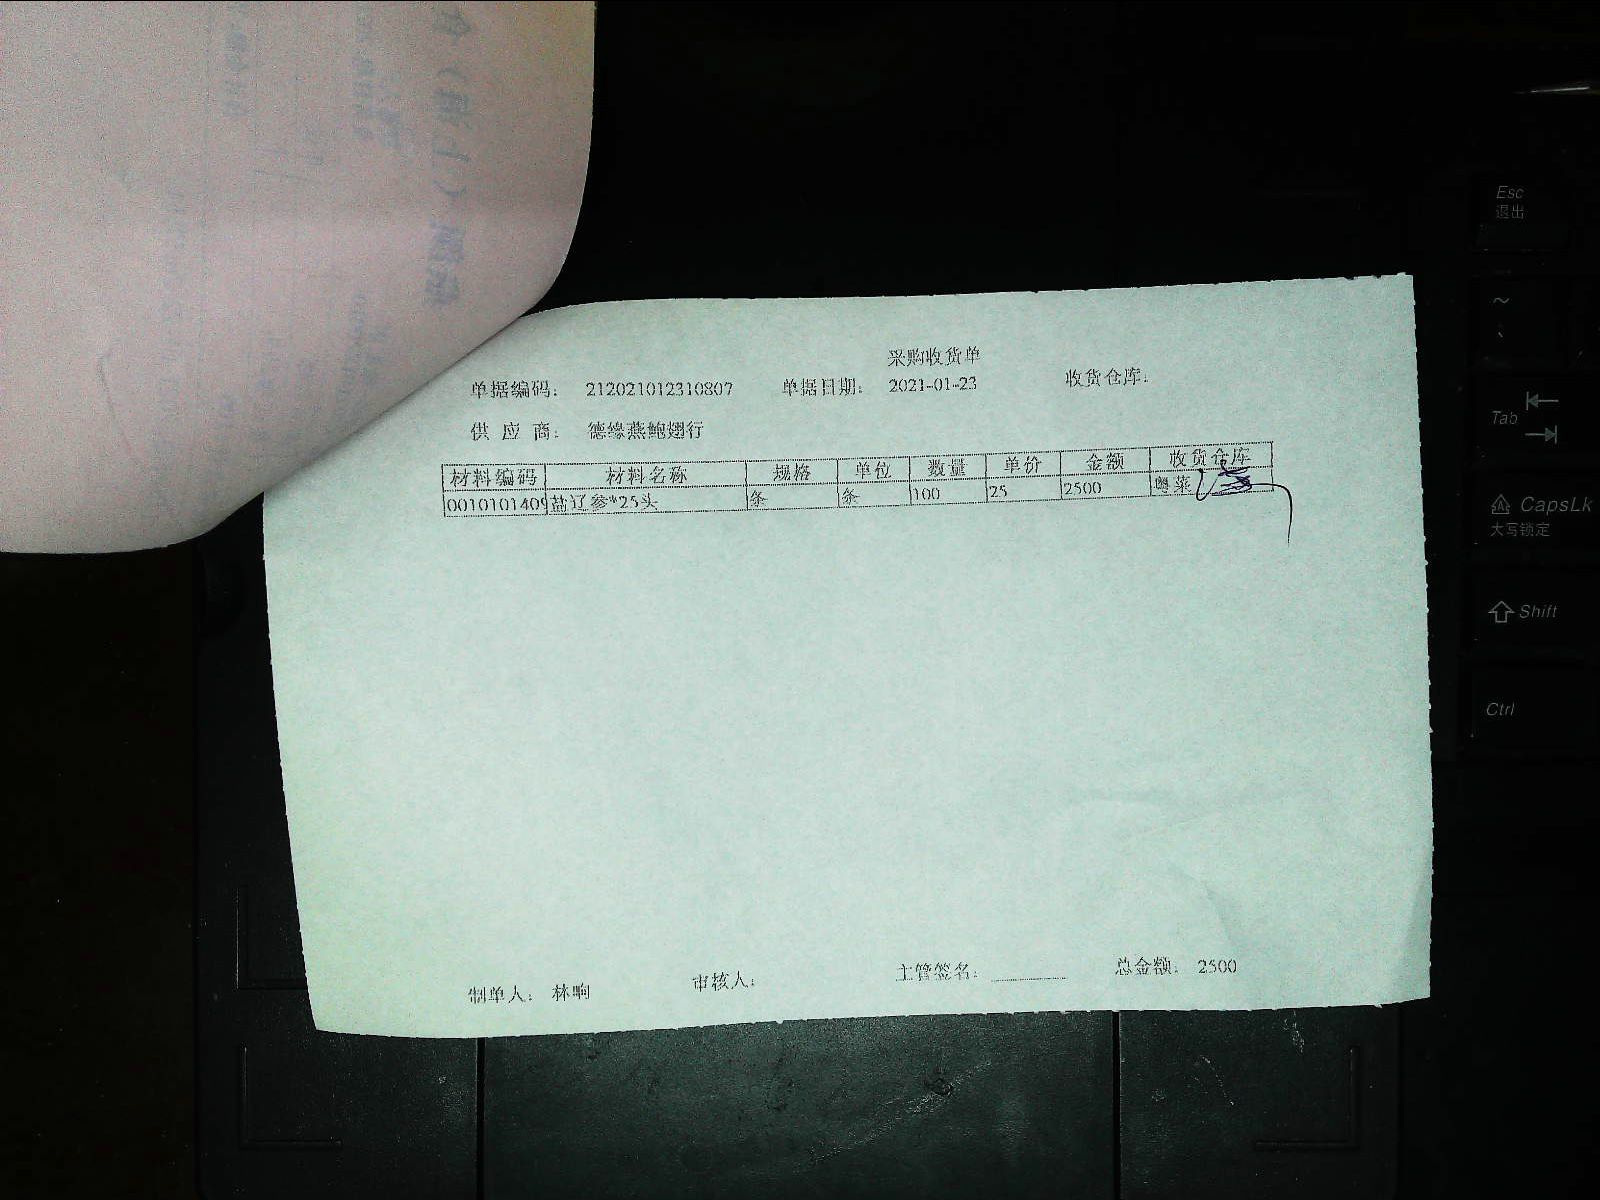 采购收货单
单据编码： 212021012310807 单据日期： 2021-01-23 收货仓库：
供 应 商： 德缘燕鲍翅行
材料编码 材料名称 规格 单位 数量 单价 金额 收货仓库
0010101409 盐辽参*25头 条 条 100 25 2500 粤菜
制单人： 林晌 审核人： 主管签名： 总金额： 2500
Esc
退出
~
Tab
CapsLk
大写锁定
Shift
Ctrl